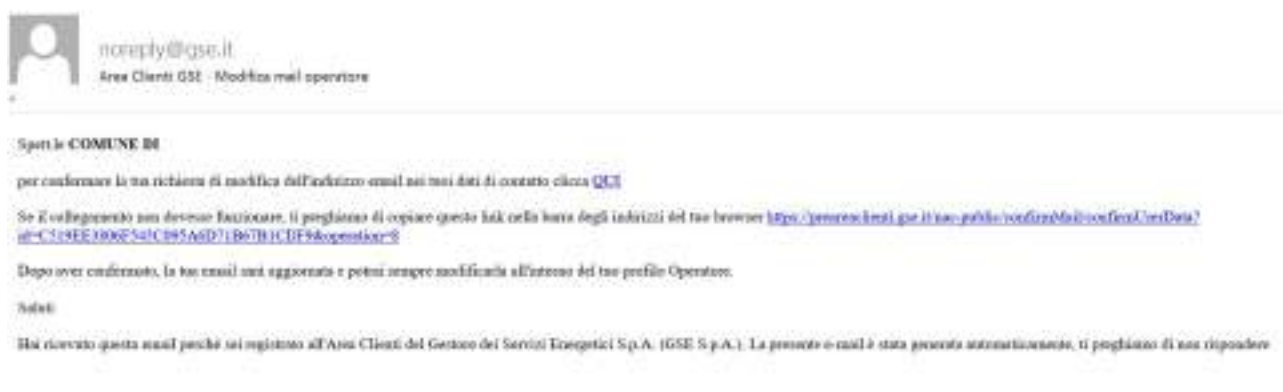 noreply@gse.it
Area Clienti GSE - Modifica mail operatore
Spett.le COMUNE DI
per confermare la tua richiesta di modifica dell'indirizzo email nei tuoi dati di contatto clicca QUI
Se il collegamento non dovesse funzionare, ti preghiamo di copiare questo link nella barra degli indirizzi del tuo browser
Dopo aver confermato, la tua email sarà aggiornata e potrai sempre modificarla all'interno del tuo profilo Operatore.
Saluti
Hai ricevuto questa email perché sei registrato all'Area Clienti del Gestore dei Servizi Energetici S.p.A. (GSE S.p.A.). La presente e-mail è stata generata automaticamente, ti preghiamo di non rispondere